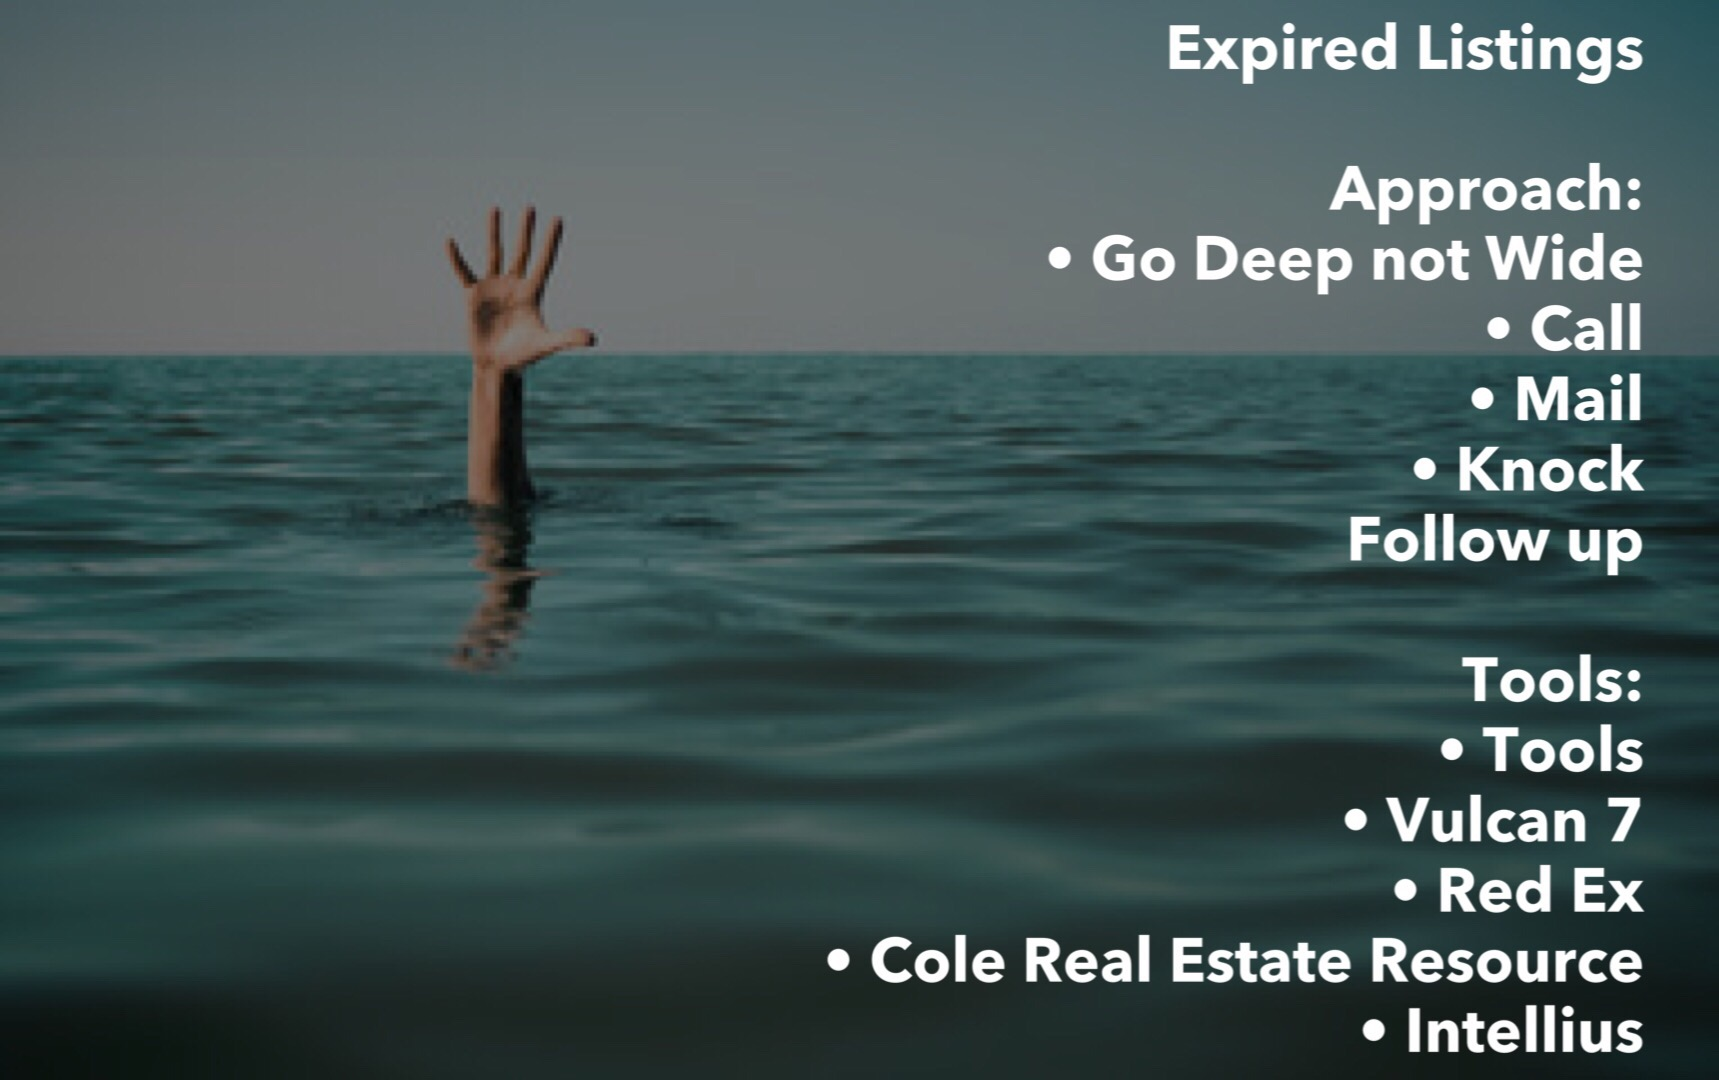 Expired Listings
Approach:
• Go Deep not Wide
• Call
• Mail
• Knock
Follow up
Tools:
• Tools
• Vulcan 7
• Red Ex
• Cole Real Estate Resource
• Intellius